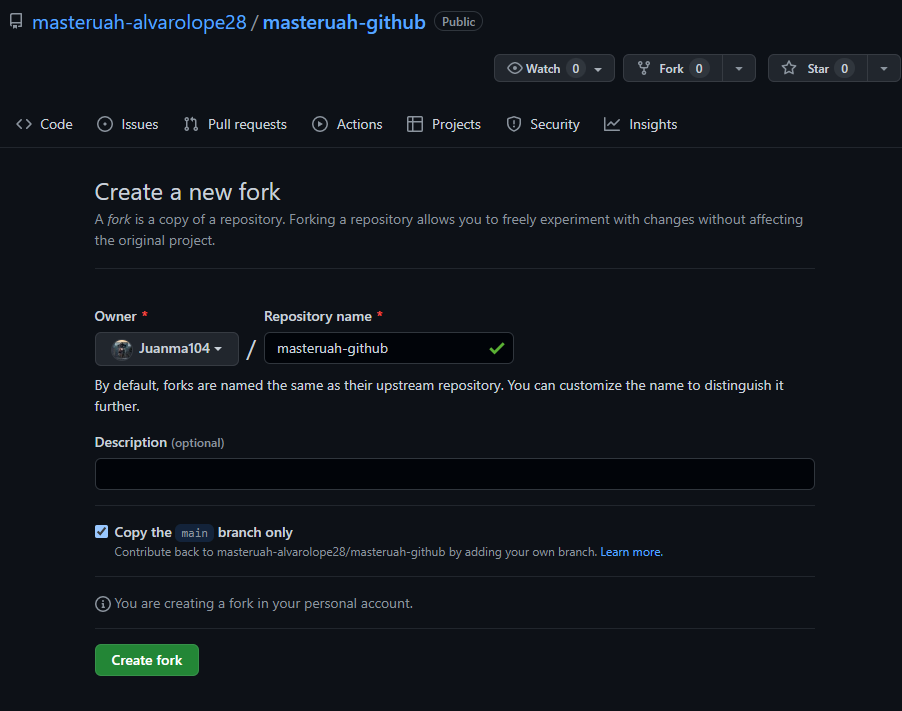 masteruah-alvarolope28 / masteruah-github Public
Watch 0 Fork 0 Star 0
Code Issues Pull requests Actions Projects Security Insights
Create a new fork
A fork is a copy of a repository. Forking a repository allows you to freely experiment with changes without affecting
the original project.
Owner * Repository name *
Juanma104 / masteruah-github
By default, forks are named the same as their upstream repository. You can customize the name to distinguish it
further.
Description (optional)
Copy the main branch only
Contribute back to masteruah-alvarolope28/masteruah-github by adding your own branch. Learn more.
You are creating a fork in your personal account.
Create fork